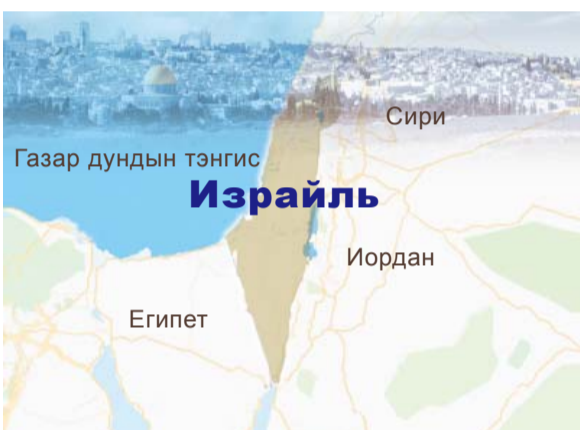 Сири
Газар дундын тэнгис
Израйль
Иордан
Египет